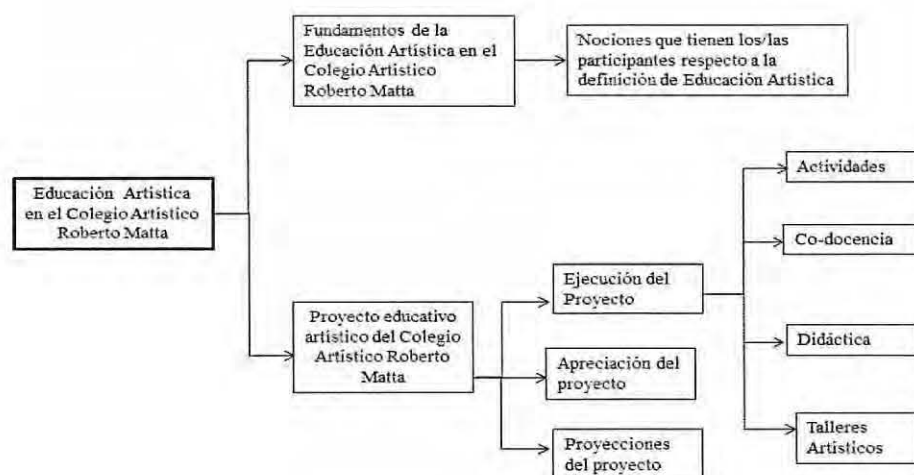 Fundamentos de la
Educación Artística en el
Colegio Artístico
Roberto Matta
Nociones que tienen los/las
participantes respecto a la
definición de Educación Artística
Educación Artística
en el Colegio Artístico
Roberto Matta
Proyecto educativo
artístico del Colegio
Artístico Roberto
Matta
Ejecución del
Proyecto
Apreciación del
proyecto
Proyecciones
del proyecto
Actividades
Co-docencia
Didáctica
Talleres
Artísticos